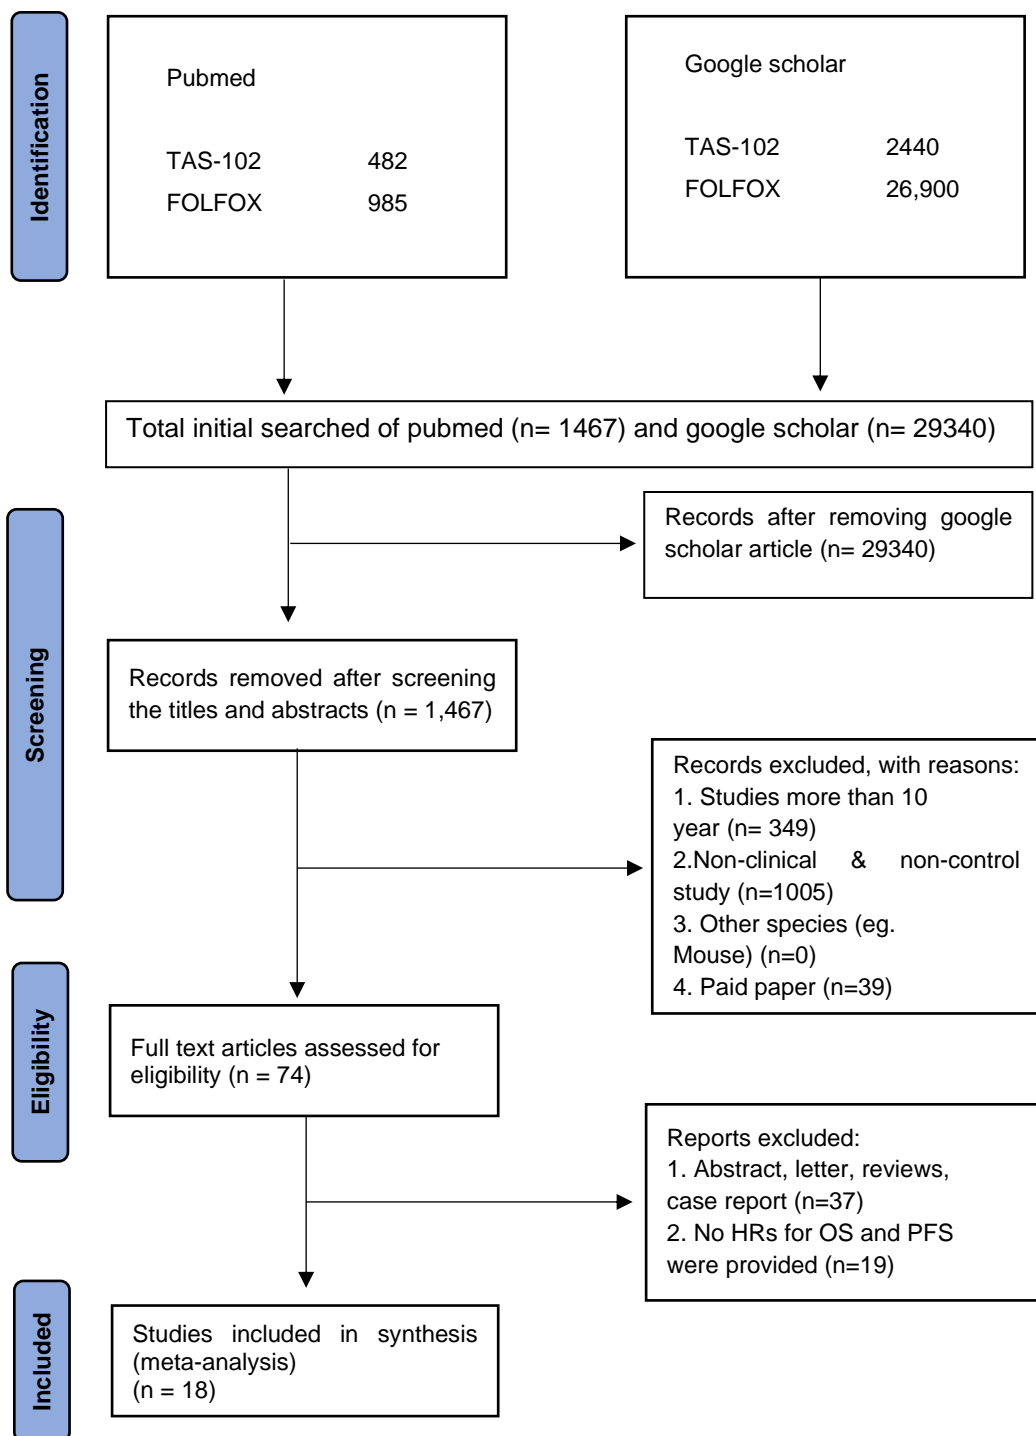 Identification
Pubmed
TAS-102 482
FOLFOX 985
Google scholar
TAS-102 2440
FOLFOX 26,900
Total initial searched of pubmed (n= 1467) and google scholar (n= 29340)
Screening
Records after removing google
scholar article (n= 29340)
Records removed after screening
the titles and abstracts (n = 1,467)
Records excluded, with reasons:
1. Studies more than 10
year (n= 349)
2.Non-clinical & non-control
study (n=1005)
3. Other species (eg.
Mouse) (n=0)
4. Paid paper (n=39)
Eligibility
Full text articles assessed for
eligibility (n = 74)
Reports excluded:
1. Abstract, letter, reviews,
case report (n=37)
2. No HRs for OS and PFS
were provided (n=19)
Included
Studies included in synthesis
(meta-analysis)
(n = 18)